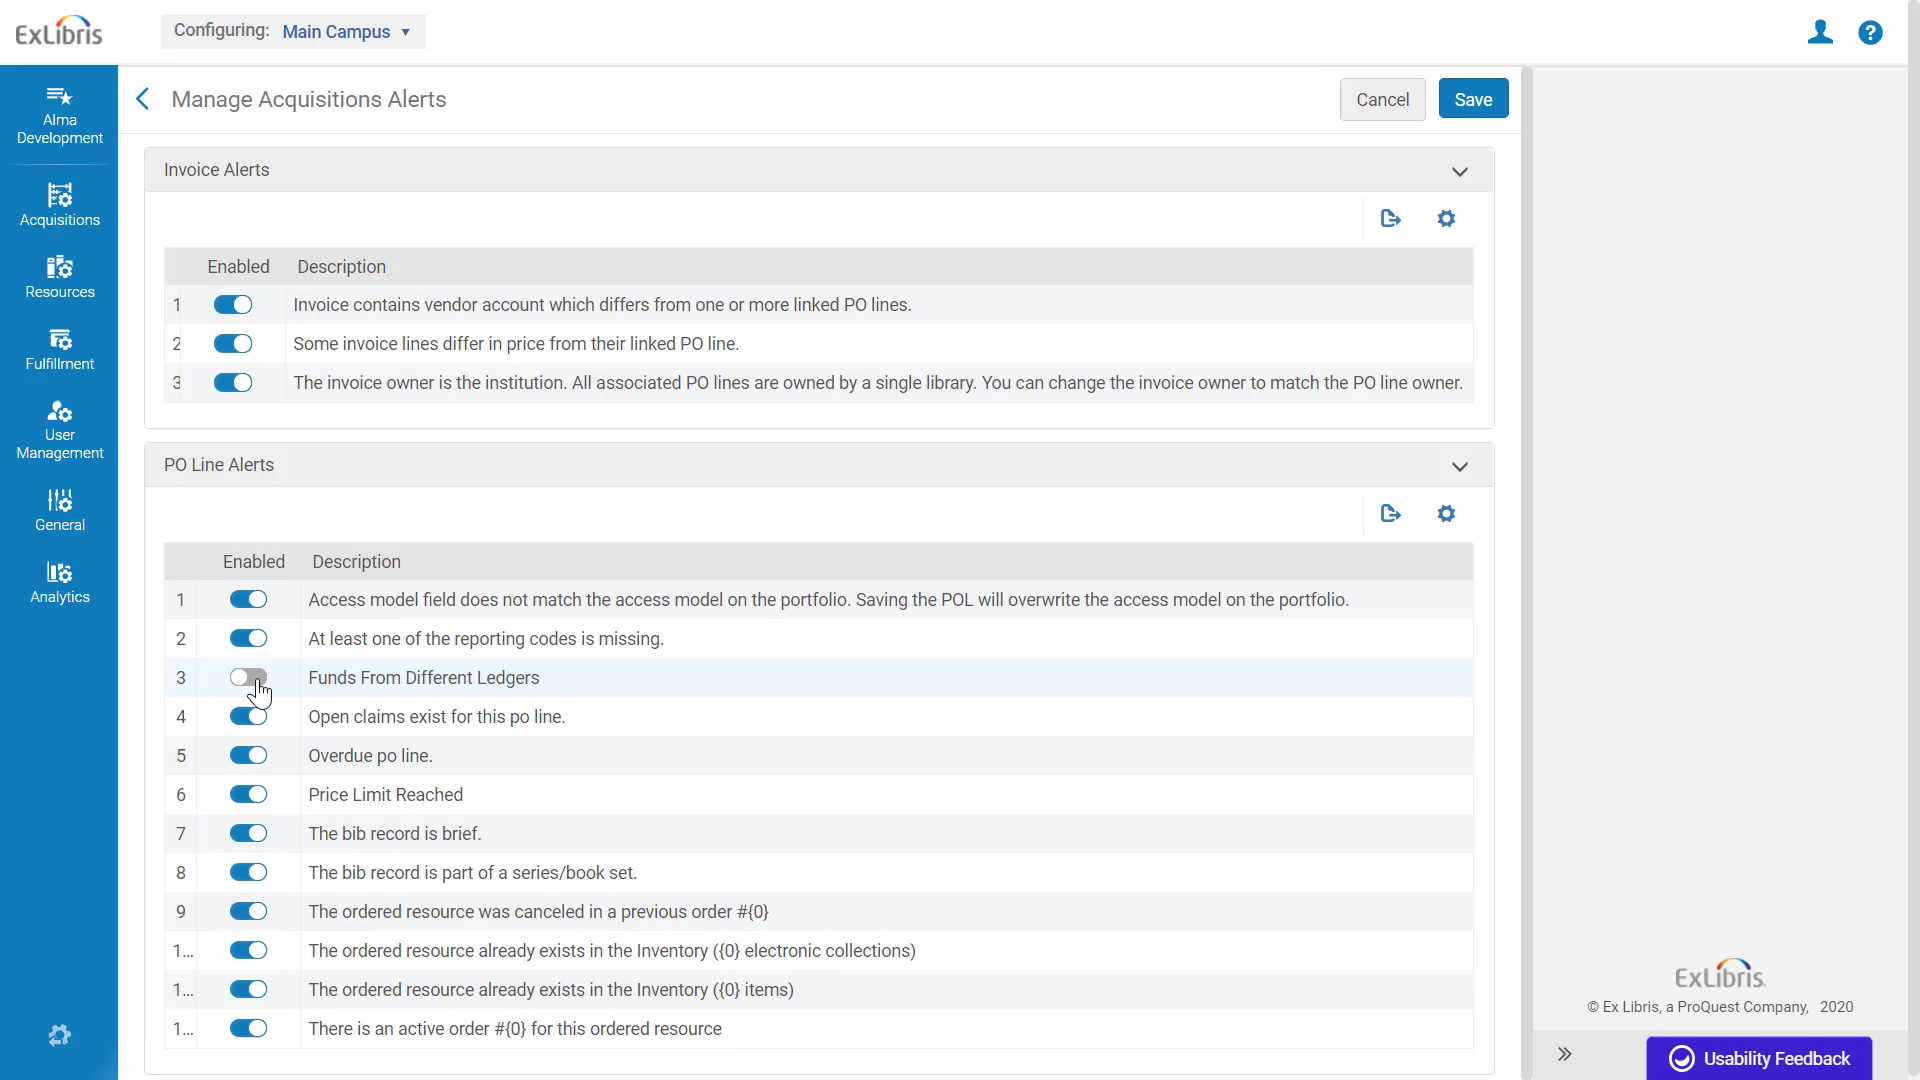 ExLibris
Configuring: Main Campus
?
Alma Development
Manage Acquisitions Alerts
Cancel
Save
Acquisitions
Resources
Fulfillment
User Management
General
Analytics
Invoice Alerts
Enabled Description
1 Invoice contains vendor account which differs from one or more linked PO lines.
2 Some invoice lines differ in price from their linked PO line.
3 The invoice owner is the institution. All associated PO lines are owned by a single library. You can change the invoice owner to match the PO line owner.
PO Line Alerts
Enabled Description
1 Access model field does not match the access model on the portfolio. Saving the POL will overwrite the access model on the portfolio.
2 At least one of the reporting codes is missing.
3 Funds From Different Ledgers
4 Open claims exist for this po line.
5 Overdue po line.
6 Price Limit Reached
7 The bib record is brief.
8 The bib record is part of a series/book set.
9 The ordered resource was canceled in a previous order #{0}
1... The ordered resource already exists in the Inventory ({0} electronic collections)
1... The ordered resource already exists in the Inventory ({0} items)
1... There is an active order #{0} for this ordered resource
ExLibris.
© Ex Libris, a ProQuest Company, 2020
Usability Feedback